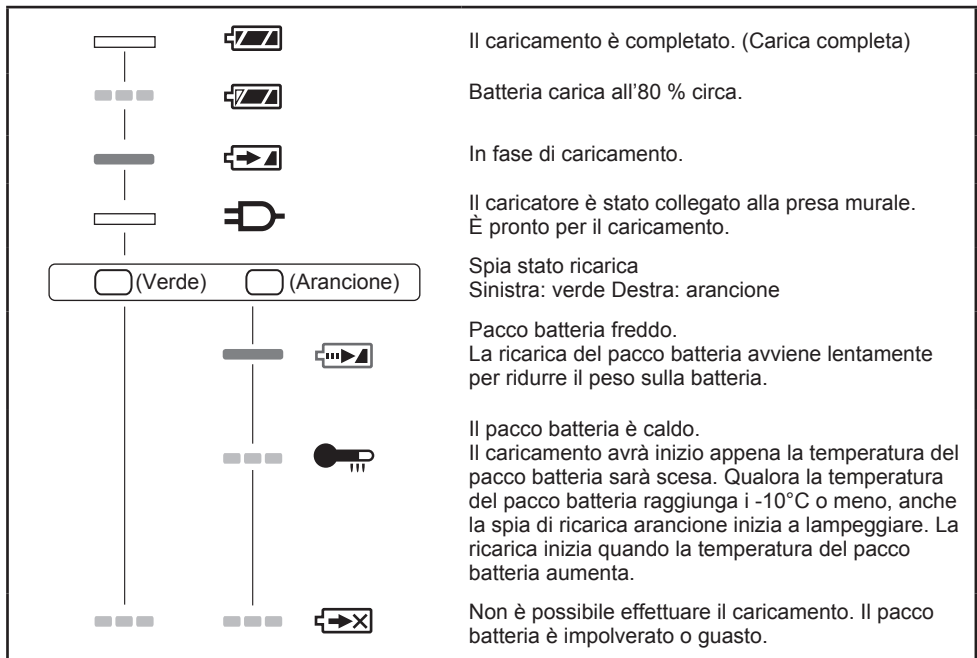 Il caricamento è completato. (Carica completa)
Batteria carica all'80 % circa.
In fase di caricamento.
Il caricatore è stato collegato alla presa murale.
È pronto per il caricamento.
(Verde) (Arancione)
Spia stato ricarica
Sinistra: verde Destra: arancione
Pacco batteria freddo.
La ricarica del pacco batteria avviene lentamente
per ridurre il peso sulla batteria.
Il pacco batteria è caldo.
Il caricamento avrà inizio appena la temperatura del
pacco batteria sarà scesa. Qualora la temperatura
del pacco batteria raggiunga i -10°C o meno, anche
la spia di ricarica arancione inizia a lampeggiare. La
ricarica inizia quando la temperatura del pacco
batteria aumenta.
Non è possibile effettuare il caricamento. Il pacco
batteria è impolverato o guasto.